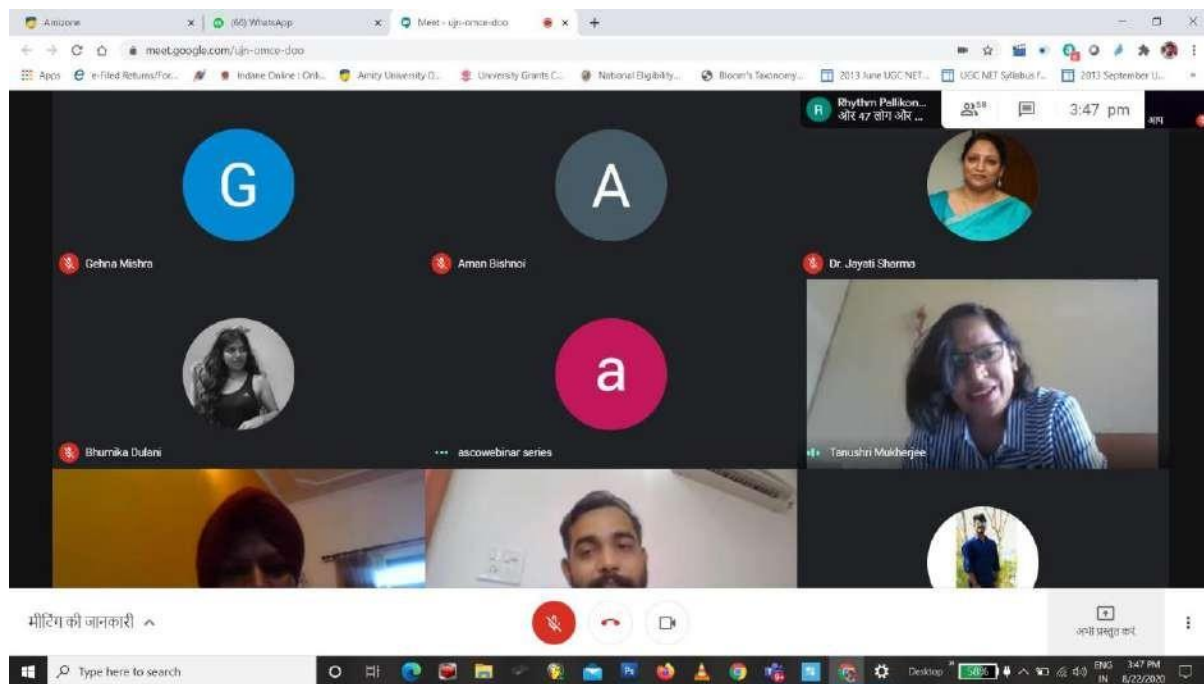 Amizone
(66) WhatsApp
Meet - ujn-omce-doo
meet.google.com/ujn-omce-doo
Apps
e-Filed Returns/For...
Indane Online : Onli...
Amity University O...
University Grants C...
National Eligibility...
Bloom's Taxonomy...
2013 June UGC NET...
UGC NET Syllabus f...
2013 September U...
R
Rhythm Pellikon...
और 47 लोग और ...
58
3:47 pm
आप
G
Gehna Mishra
A
Aman Bishnoi
Dr. Jayati Sharma
Bhumika Dulani
a
ascowebinar series
Tanushri Mukherjee
मीटिंग की जानकारी
अभी प्रस्तुत करें
Type here to search
Desktop
58%
ENG
IN
3:47 PM
8/22/2020